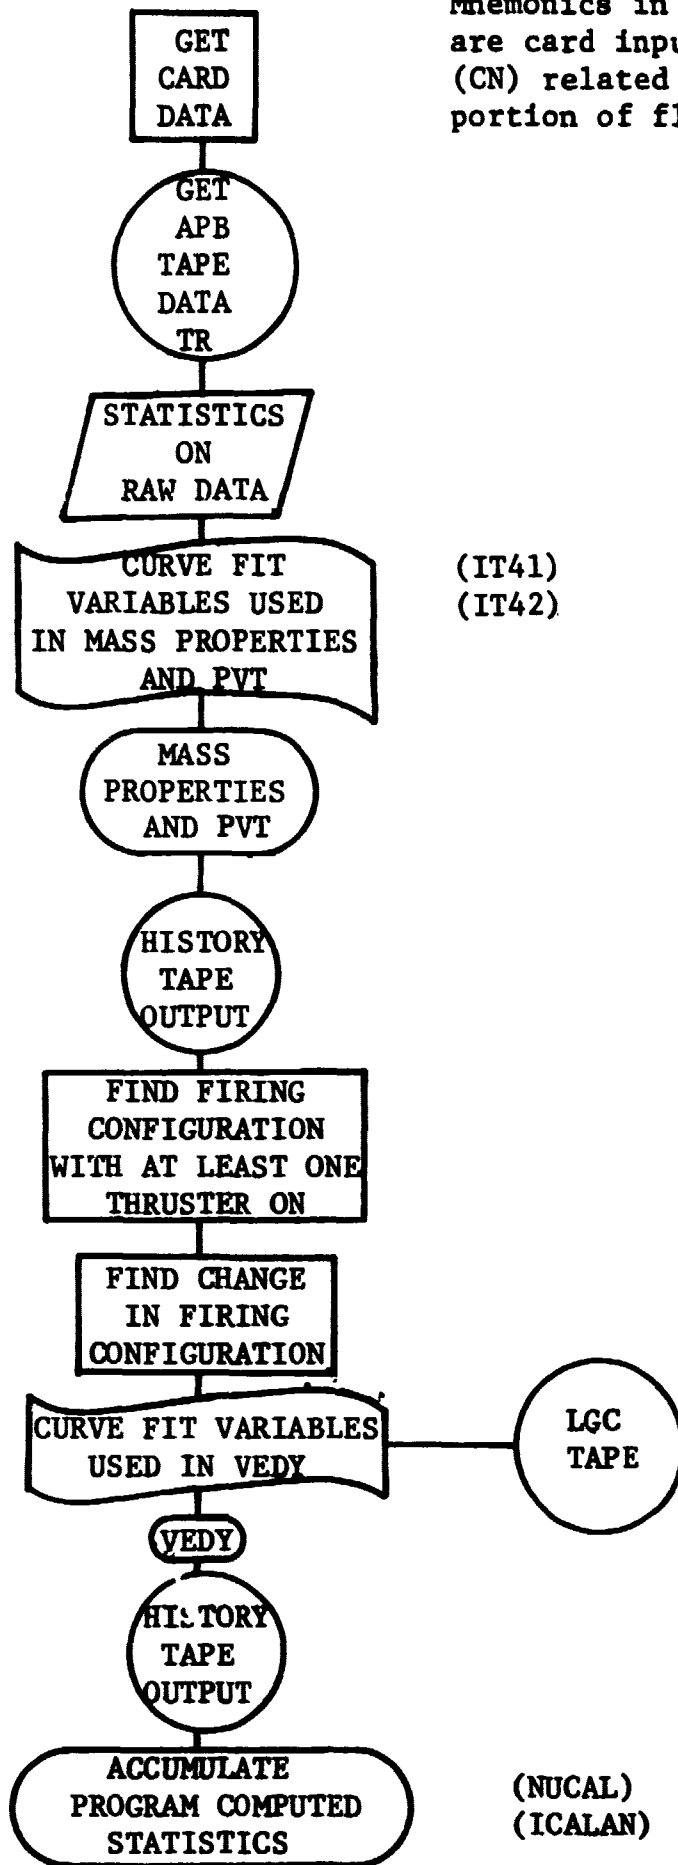 Mnemonics in
are card
(CN) related
portion of
GET
CARD
DATA
GET
APB
TAPE
DATA
TR
STATISTICS
ON
RAW DATA
CURVE FIT
VARIABLES USED
IN MASS PROPERTIES
AND PVT
(IT41)
(IT42)
MASS
PROPERTIES
AND PVT
HISTORY
TAPE
OUTPUT
FIND FIRING
CONFIGURATION
WITH AT LEAST ONE
THRUSTER ON
FIND CHANGE
IN FIRING
CONFIGURATION
CURVE FIT VARIABLES
USED IN VEDY
LGC
TAPE
VEDY
HISTORY
TAPE
OUTPUT
ACCUMULATE
PROGRAM COMPUTED
STATISTICS
(NUCAL)
(ICALAN)